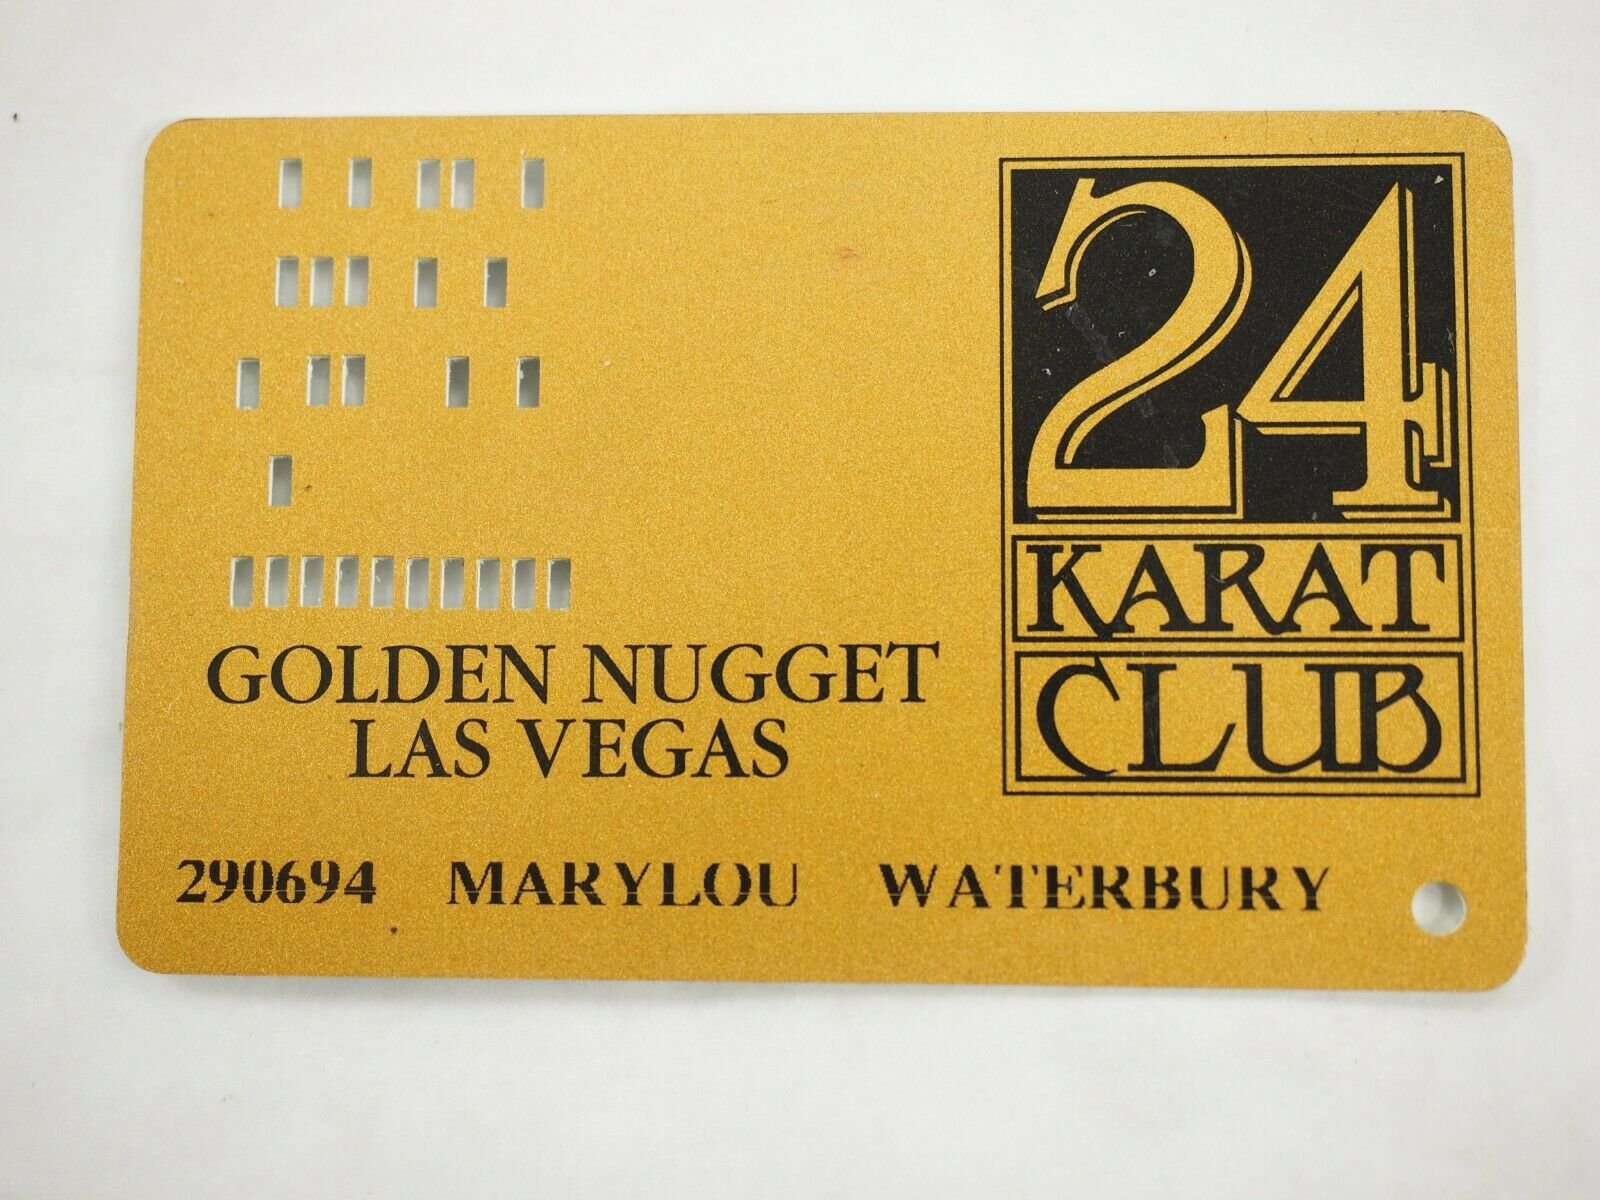 24
KARAT
CLUB
GOLDEN NUGGET
LAS VEGAS
290694 MARYLOU WATERBURY